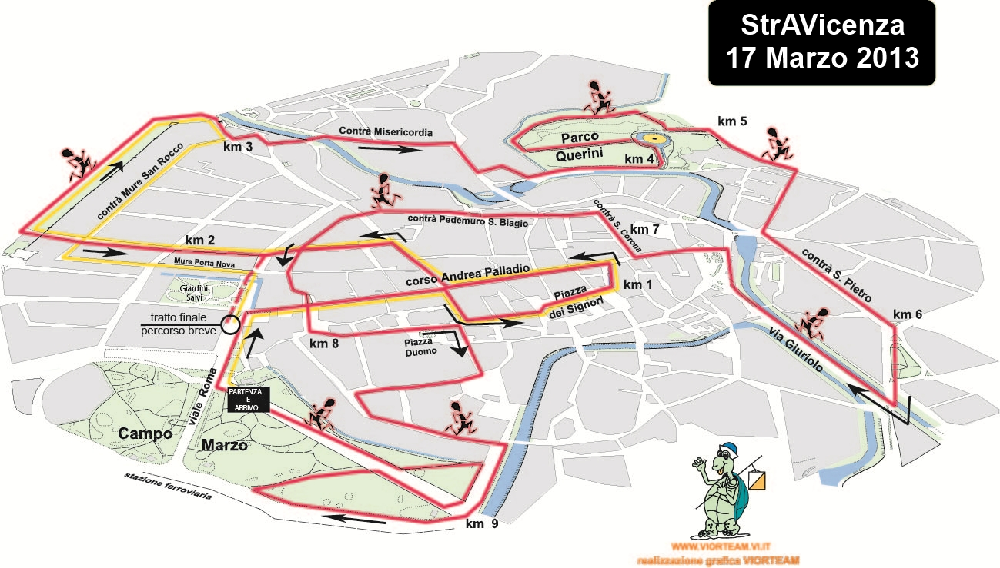 StrAVicenza
17 Marzo 2013
km 5
Contrà Misericordia
km 3
Parco
Querini
km 4
contrà Mure San Rocco
contrà Pedemuro S. Biagio
contrà S. Corona
km 7
km 2
Mure Porta Nova
corso Andrea Palladio
km 1
Piazza
dei Signori
contrà S. Pietro
km 6
Giardini
Salvi
tratto finale
percorso breve
km 8
Piazza
Duomo
via Giuriolo
PARTENZA
E
ARRIVO
viale Roma
Campo
Marzo
stazione ferroviaria
km 9
WWW.VIORTEAM.VI.IT
realizzazione grafica VIORTEAM